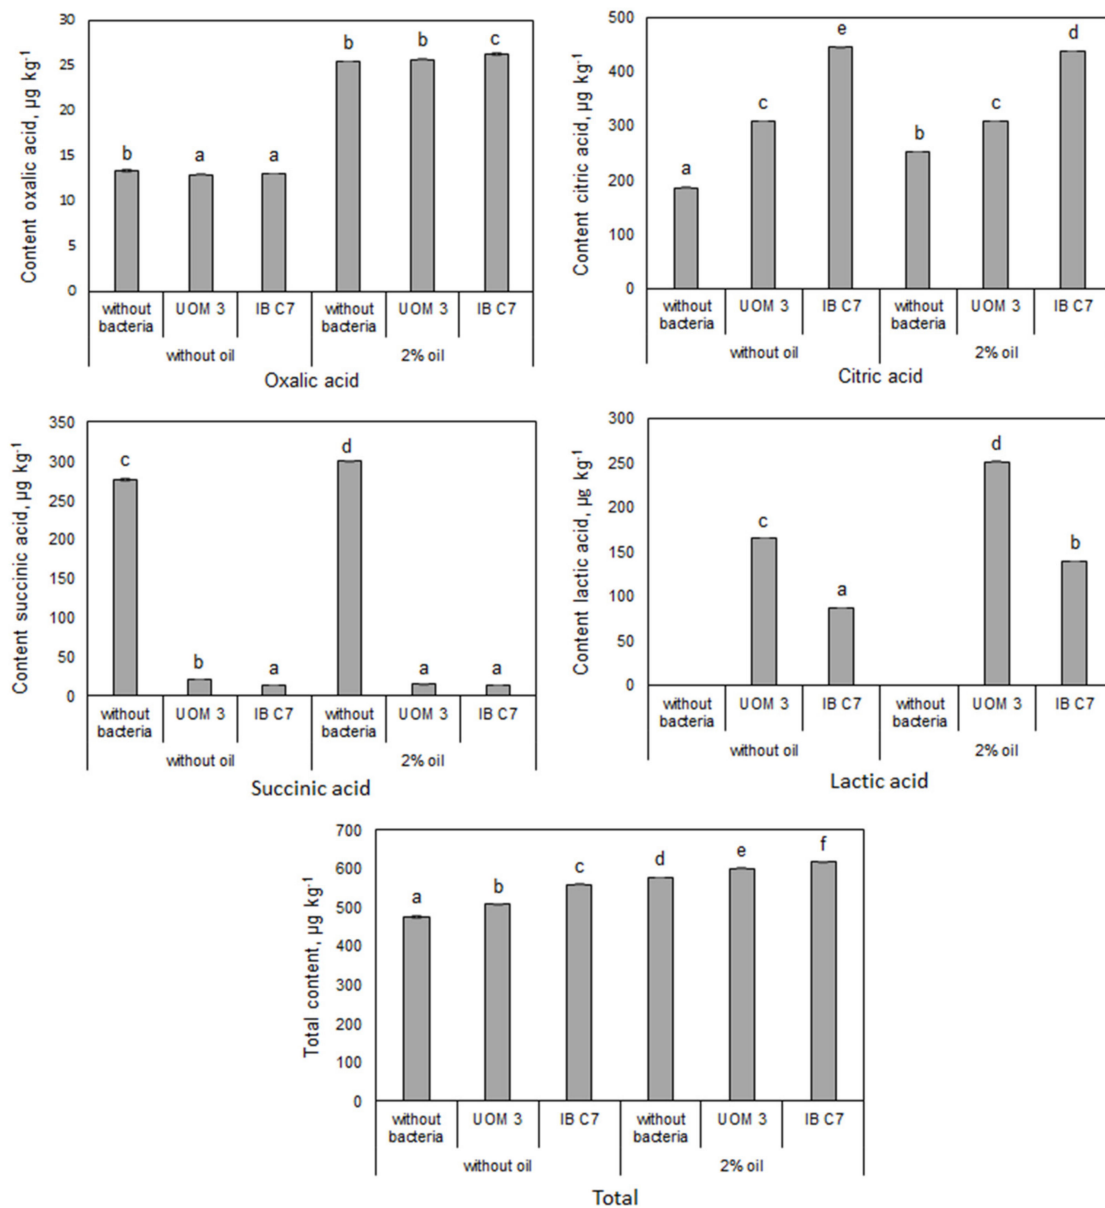 Content oxalic acid, µg kg-1
30
25
20
15
10
5
0
b
a
a
b
b
c
without bacteria
UOM 3
IB C7
without bacteria
UOM 3
IB C7
without oil
2% oil
Oxalic acid
Content citric acid, µg kg-1
500
400
300
200
100
0
a
c
e
b
c
d
without bacteria
UOM 3
IB C7
without bacteria
UOM 3
IB C7
without oil
2% oil
Citric acid
Content succinic acid, µg kg-1
350
300
250
200
150
100
50
0
c
b
a
d
a
a
without bacteria
UOM 3
IB C7
without bacteria
UOM 3
IB C7
without oil
2% oil
Succinic acid
Content lactic acid, µg kg-1
300
250
200
150
100
50
0
c
a
d
b
without bacteria
UOM 3
IB C7
without bacteria
UOM 3
IB C7
without oil
2% oil
Lactic acid
Total content, µg kg-1
700
600
500
400
300
200
100
0
a
b
c
d
e
f
without bacteria
UOM 3
IB C7
without bacteria
UOM 3
IB C7
without oil
2% oil
Total